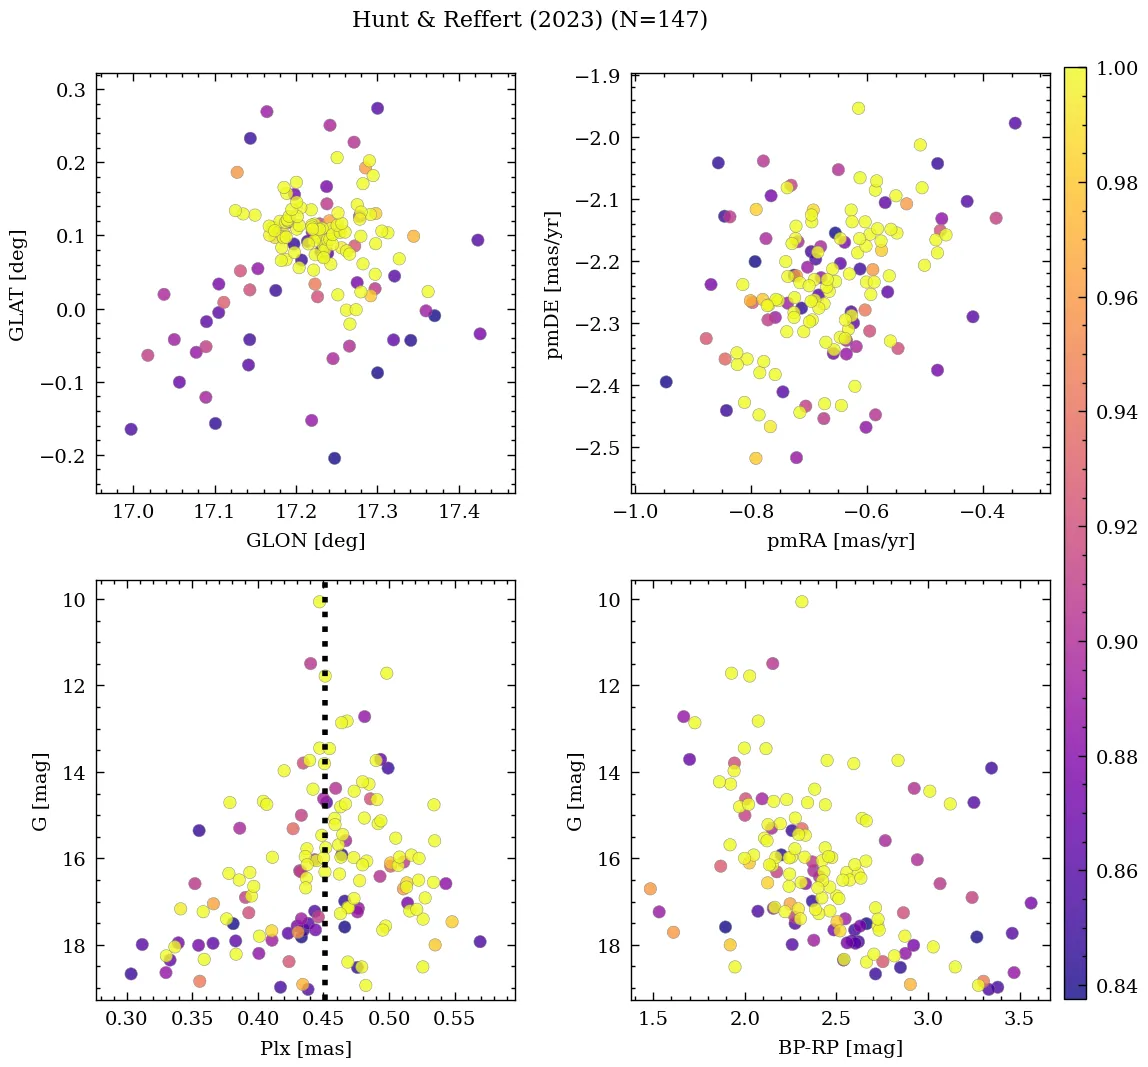 Hunt & Reffert (2023) (N=147)
0.3
0.2
0.1
0.0
−0.1
−0.2
GLAT [deg]
17.0 17.1 17.2 17.3 17.4
GLON [deg]
−1.9
−2.0
−2.1
−2.2
−2.3
−2.4
−2.5
pmDE [mas/yr]
−1.0 −0.8 −0.6 −0.4
pmRA [mas/yr]
10
12
14
16
18
G [mag]
0.30 0.35 0.40 0.45 0.50 0.55
Plx [mas]
10
12
14
16
18
G [mag]
1.5 2.0 2.5 3.0 3.5
BP-RP [mag]
1.00
0.98
0.96
0.94
0.92
0.90
0.88
0.86
0.84